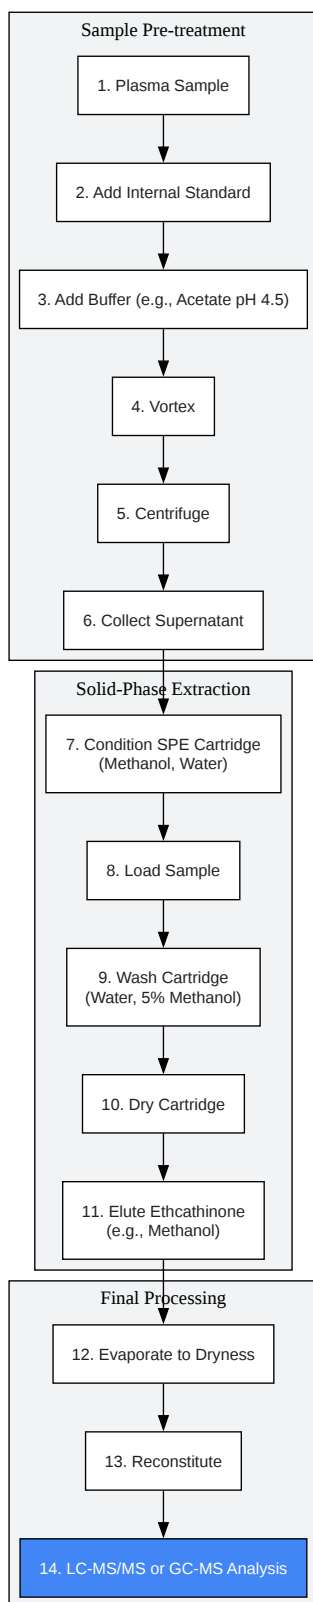 Sample Pre-treatment
1. Plasma Sample
2. Add Internal Standard
3. Add Buffer (e.g., Acetate pH 4.5)
4. Vortex
5. Centrifuge
6. Collect Supernatant
Solid-Phase Extraction
7. Condition SPE Cartridge
(Methanol, Water)
8. Load Sample
9. Wash Cartridge
(Water, 5% Methanol)
10. Dry Cartridge
11. Elute Ethcathinone
(e.g., Methanol)
Final Processing
12. Evaporate to Dryness
13. Reconstitute
14. LC-MS/MS or GC-MS Analysis